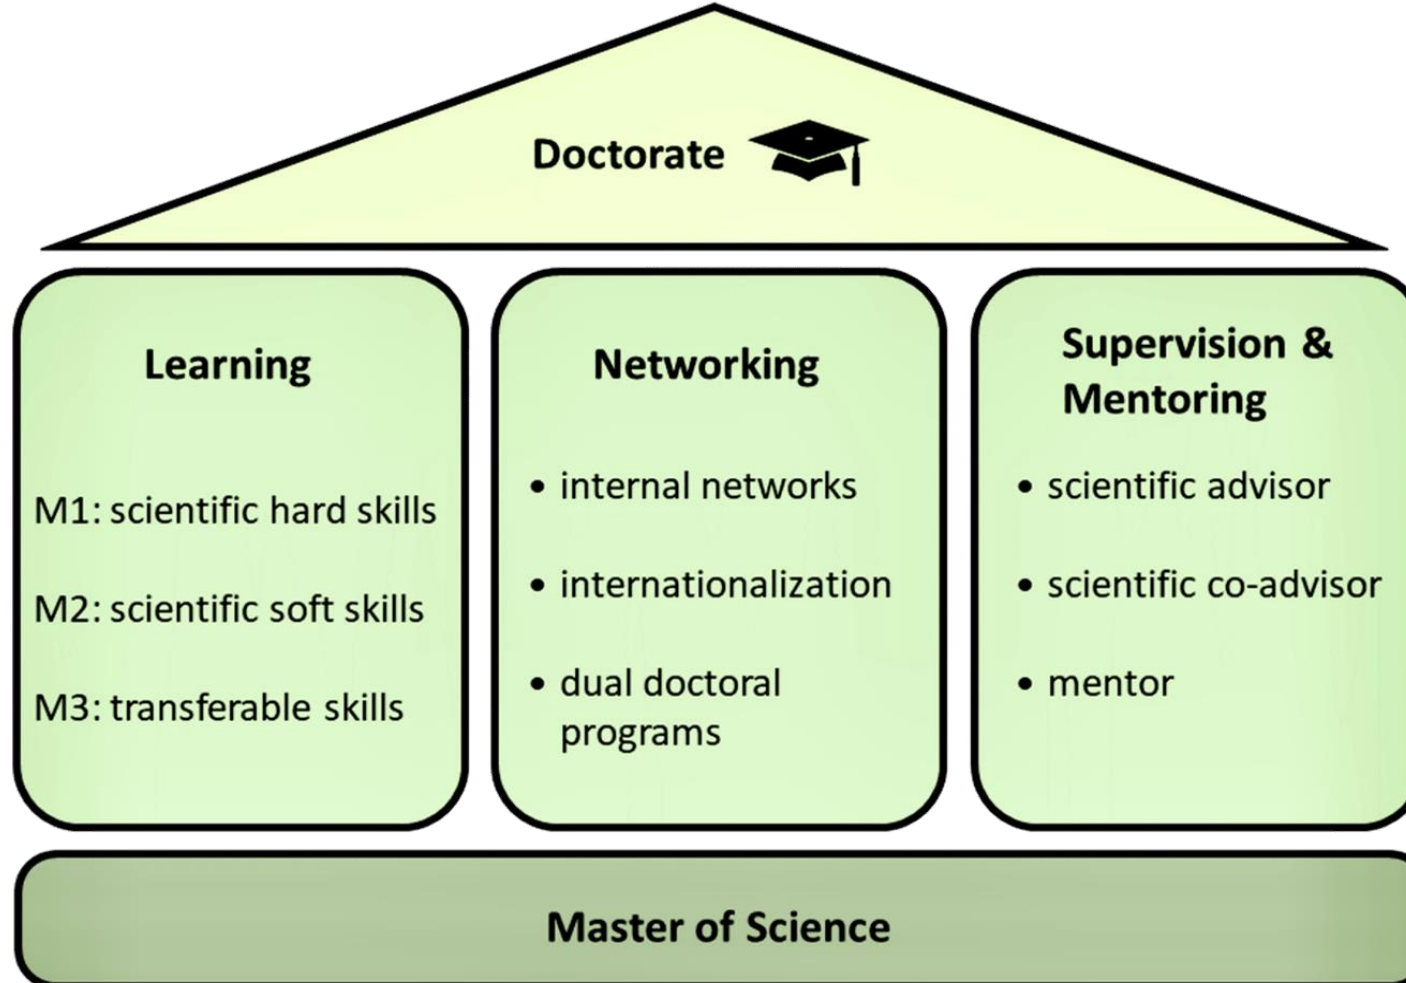 Doctorate
Learning
M1: scientific hard skills
M2: scientific soft skills
M3: transferable skills
Networking
• internal networks
• internationalization
• dual doctoral
programs
Supervision &
Mentoring
• scientific advisor
• scientific co-advisor
• mentor
Master of Science